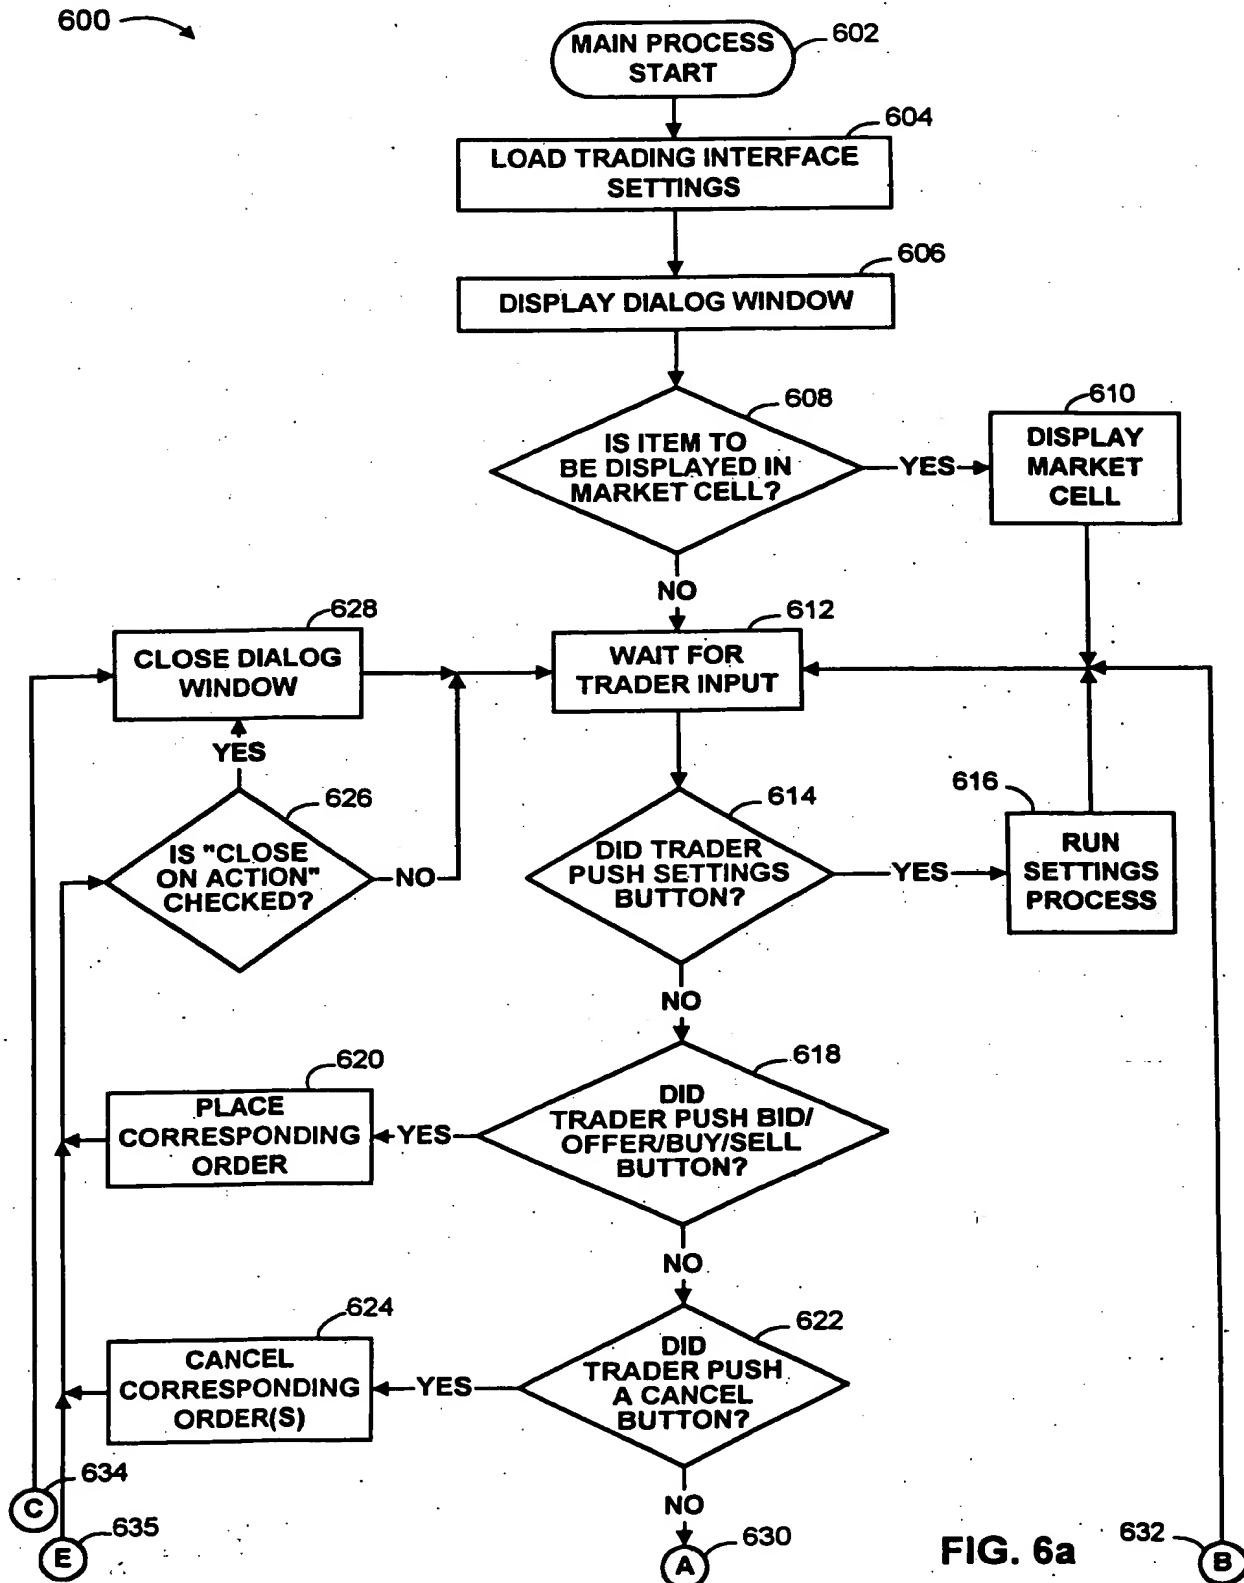 600
MAIN PROCESS
START
602
604
LOAD TRADING INTERFACE
SETTINGS
606
DISPLAY DIALOG WINDOW
608
IS ITEM TO
BE DISPLAYED IN
MARKET CELL?
YES
610
DISPLAY
MARKET
CELL
NO
628
CLOSE DIALOG
WINDOW
612
WAIT FOR
TRADER INPUT
YES
626
IS "CLOSE
ON ACTION"
CHECKED?
NO
614
DID TRADER
PUSH SETTINGS
BUTTON?
YES
616
RUN
SETTINGS
PROCESS
NO
618
DID
TRADER PUSH BID/
OFFER/BUY/SELL
BUTTON?
YES
620
PLACE
CORRESPONDING
ORDER
NO
622
DID
TRADER PUSH
A CANCEL
BUTTON?
YES
624
CANCEL
CORRESPONDING
ORDER(S)
NO
634
C
635
E
630
A
FIG. 6a
632
B